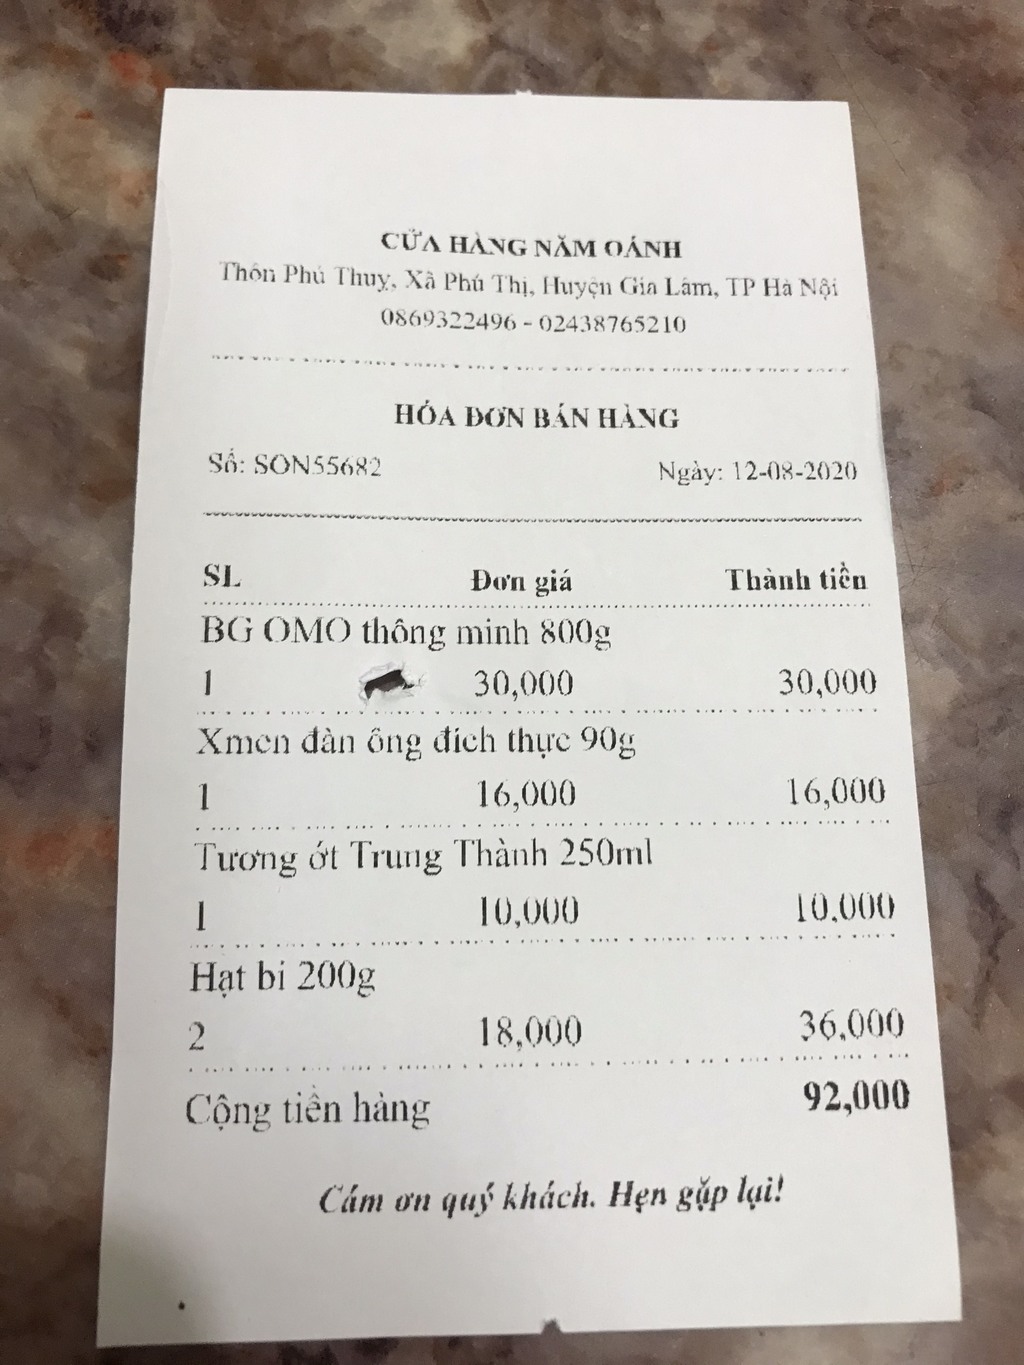 CỬA HÀNG NĂM OÁNH
Thôn Phú Thuỵ, Xã Phú Thị, Huyện Gia Lâm, TP Hà Nội
0869322496 - 02438765210
HÓA ĐƠN BÁN HÀNG
Số: SON55682 Ngày: 12-08-2020
SL Đơn giá Thành tiền
BG OMO thông minh 800g
1 30,000 30,000
Xmen đàn ông đích thực 90g
1 16,000 16,000
Tương ớt Trung Thành 250ml
1 10,000 10,000
Hạt bi 200g
2 18,000 36,000
Cộng tiền hàng 92,000
Cám ơn quý khách. Hẹn gặp lại!